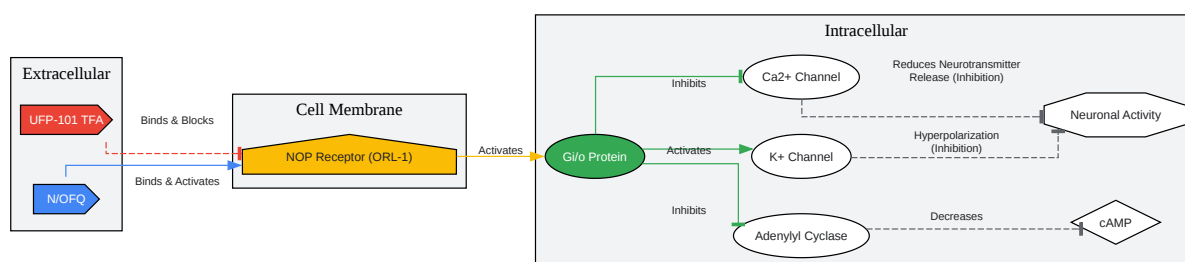 Extracellular
UFP-101 TFA
N/OFQ
Binds & Blocks
Binds & Activates
Cell Membrane
NOP Receptor (ORL-1)
Activates
Intracellular
Gi/o Protein
Inhibits
Activates
Inhibits
Ca2+ Channel
K+ Channel
Adenylyl Cyclase
Reduces Neurotransmitter
Release (Inhibition)
Hyperpolarization
(Inhibition)
Decreases
Neuronal Activity
cAMP